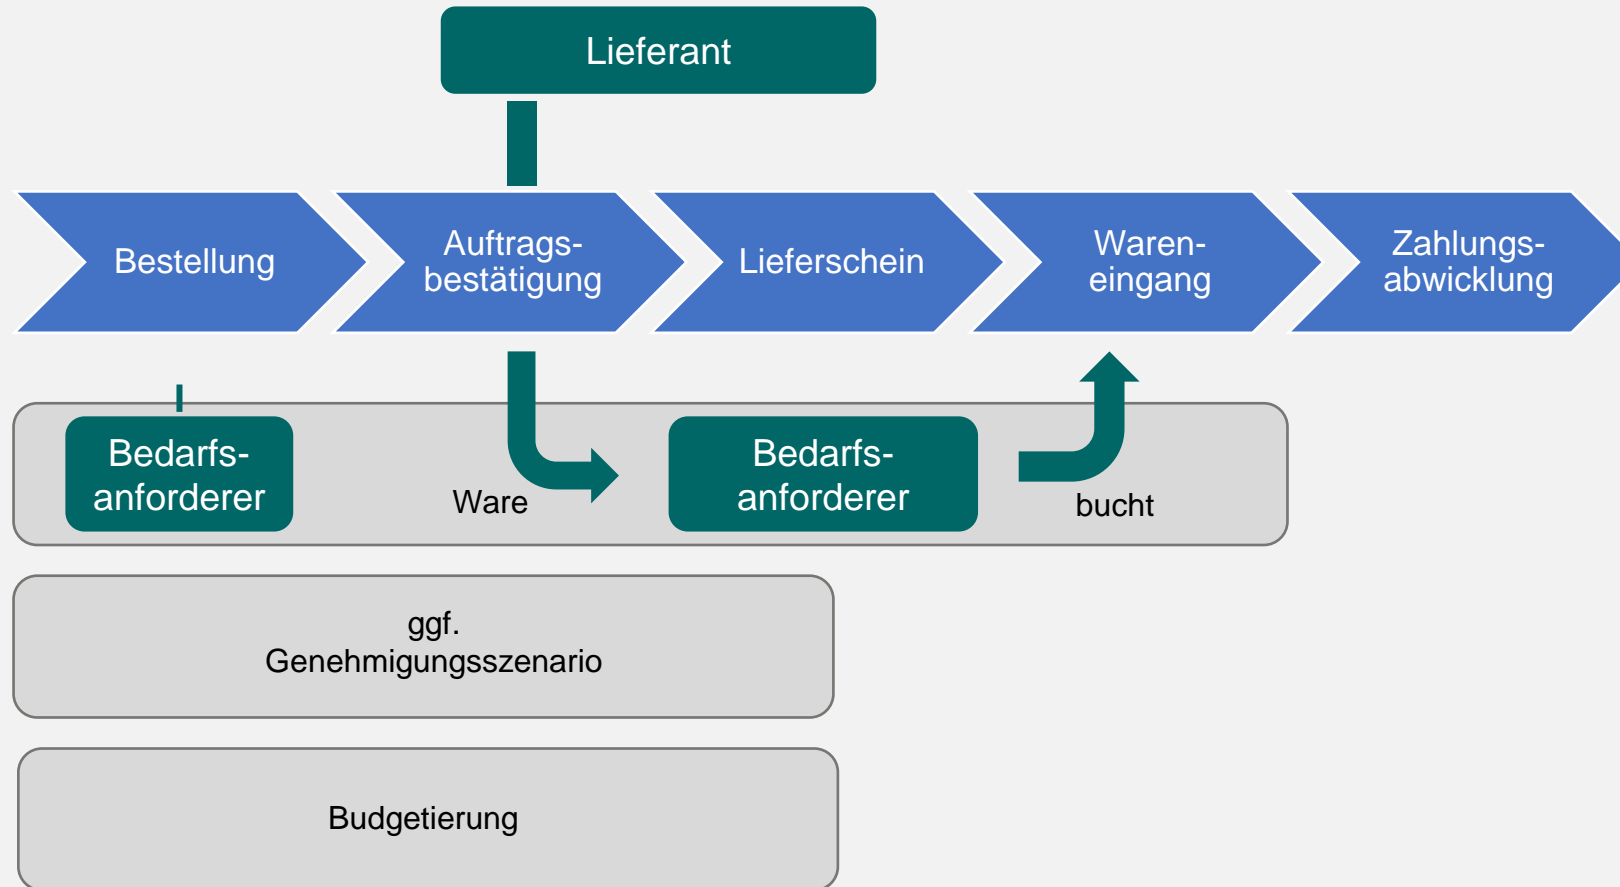 Lieferant
Bestellung
Auftrags-
bestätigung
Lieferschein
Waren-
eingang
Zahlungs-
abwicklung
Bedarfs-
anforderer
Ware
Bedarfs-
anforderer
bucht
ggf.
Genehmigungsszenario
Budgetierung